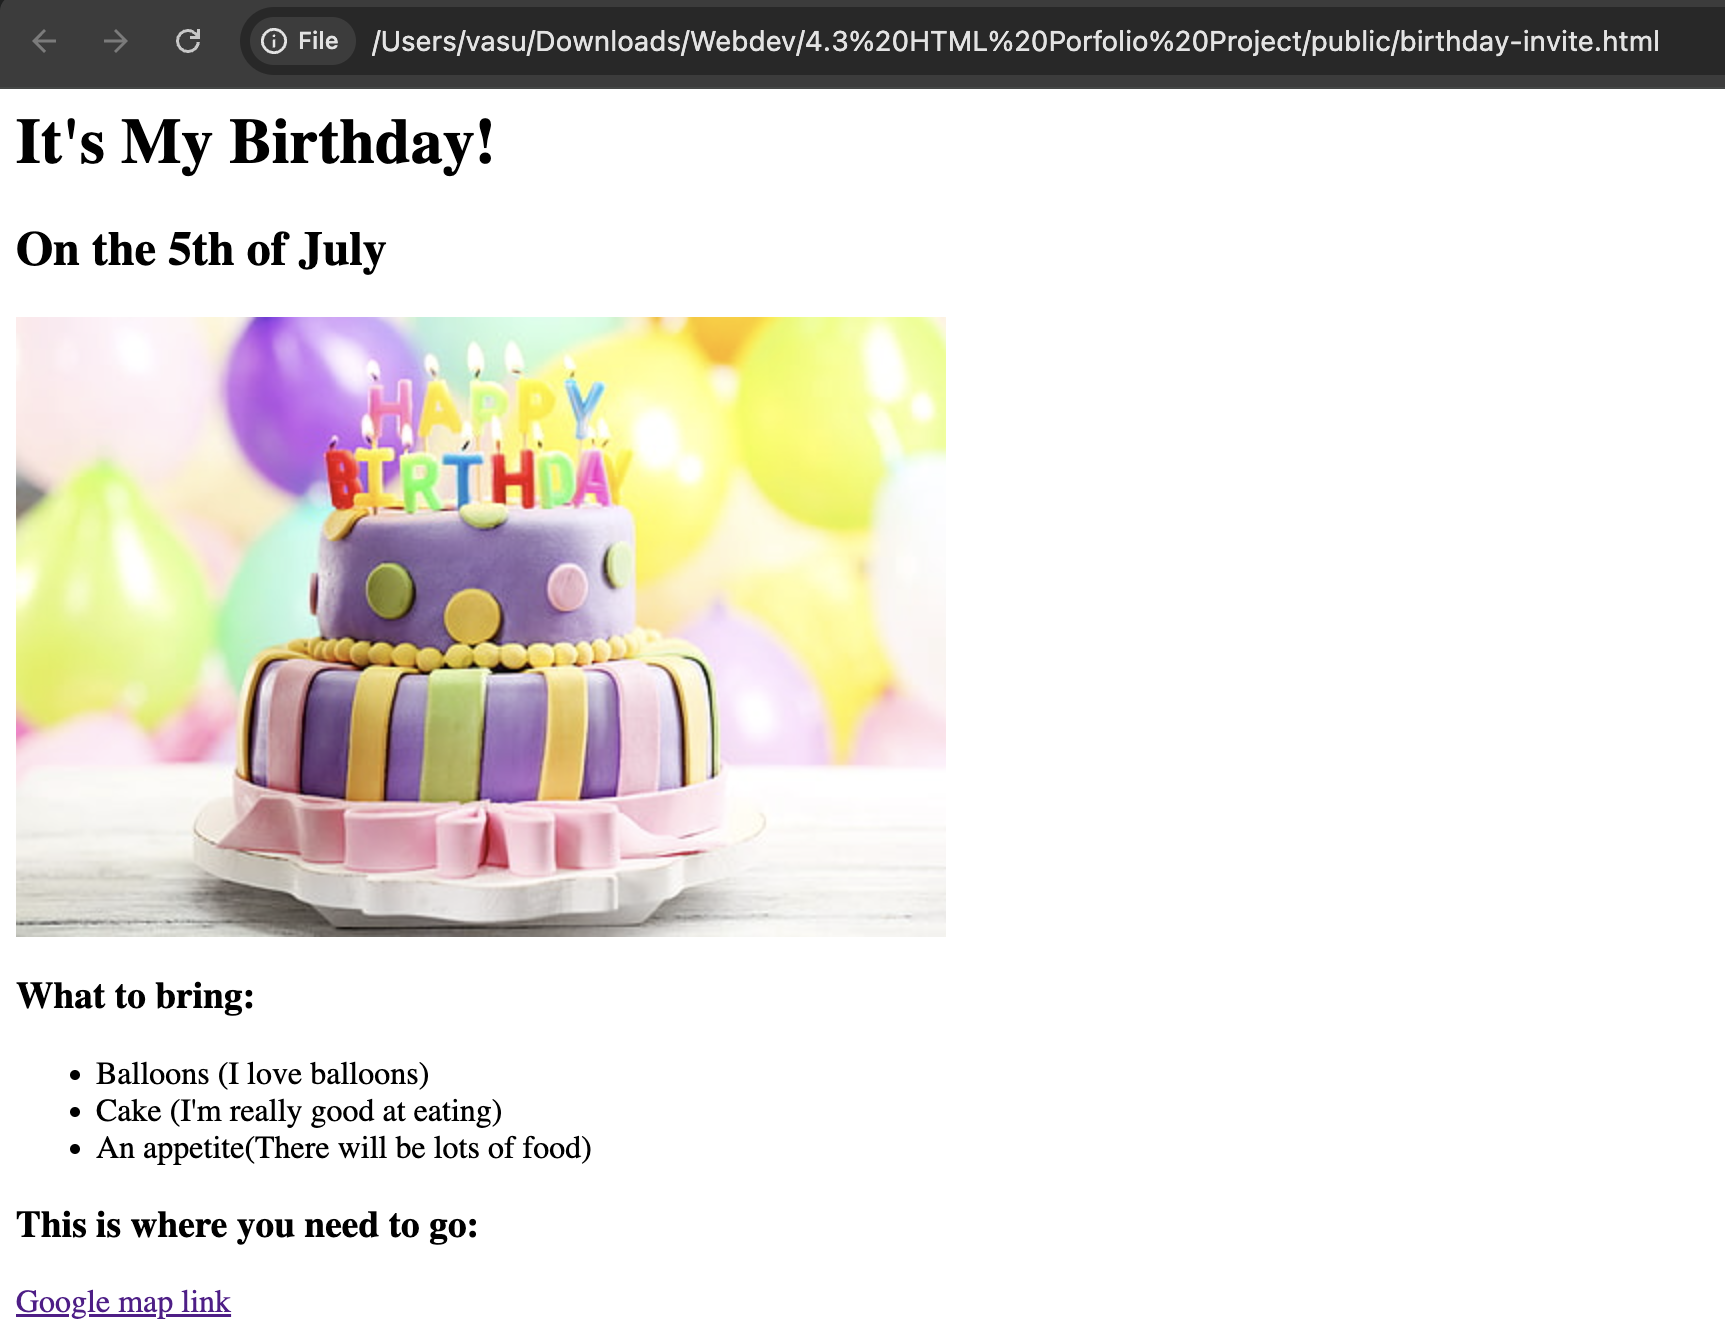 File /Users/vasu/Downloads/Webdev/4.3%20HTML%20Porfolio%20Project/public/birthday-invite.html
It's My Birthday!
On the 5th of July
HAPPY
BIRTHDAY
What to bring:
Balloons (I love balloons)
Cake (I'm really good at eating)
An appetite(There will be lots of food)
This is where you need to go:
Google map link